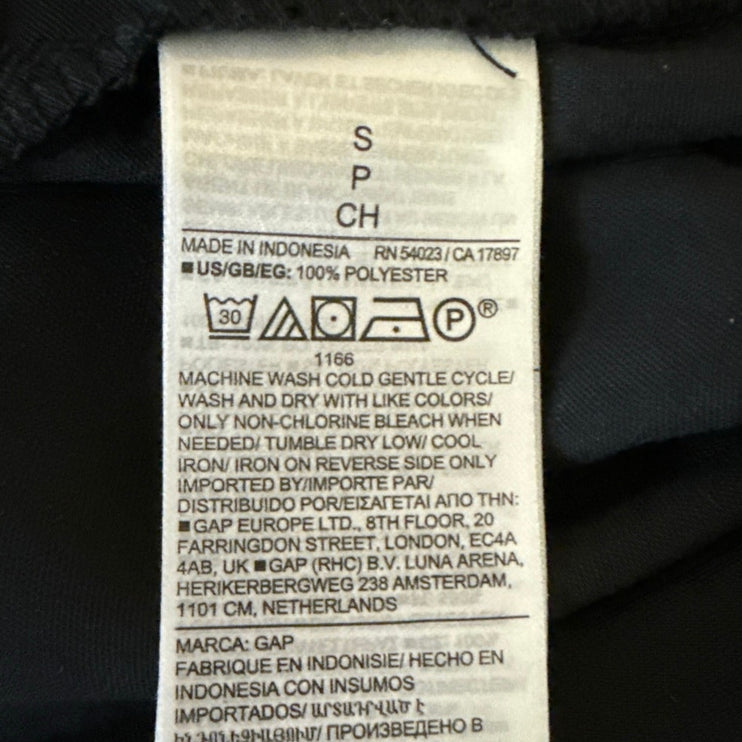 S
P
CH
MADE IN INDONESIA RN 54023 / CA 17897
■US/GB/EG: 100% POLYESTER
30 P ®
1166
MACHINE WASH COLD GENTLE CYCLE/
WASH AND DRY WITH LIKE COLORS/
ONLY NON-CHLORINE BLEACH WHEN
NEEDED/ TUMBLE DRY LOW/ COOL
IRON/ IRON ON REVERSE SIDE ONLY
IMPORTED BY/IMPORTE PAR/
DISTRIBUIDO POR/ΕΙΣΑΓΕΤΑΙ ΑΠΟ ΤΗΝ:
■GAP EUROPE LTD., 8TH FLOOR, 20
FARRINGDON STREET, LONDON, EC4A
4AB, UK ■GAP (RHC) B.V. LUNA ARENA,
HERIKERBERGWEG 238 AMSTERDAM,
1101 CM, NETHERLANDS
MARCA: GAP
FABRIQUE EN INDONISIE/ HECHO EN
INDONESIA CON INSUMOS
IMPORTADOS/ ԱՐՏԱԴՐՎԱԾ Է
ԻՆԴՈՆԵԶԻԱՅՈՒՄ/ ПРОИЗВЕДЕНО В